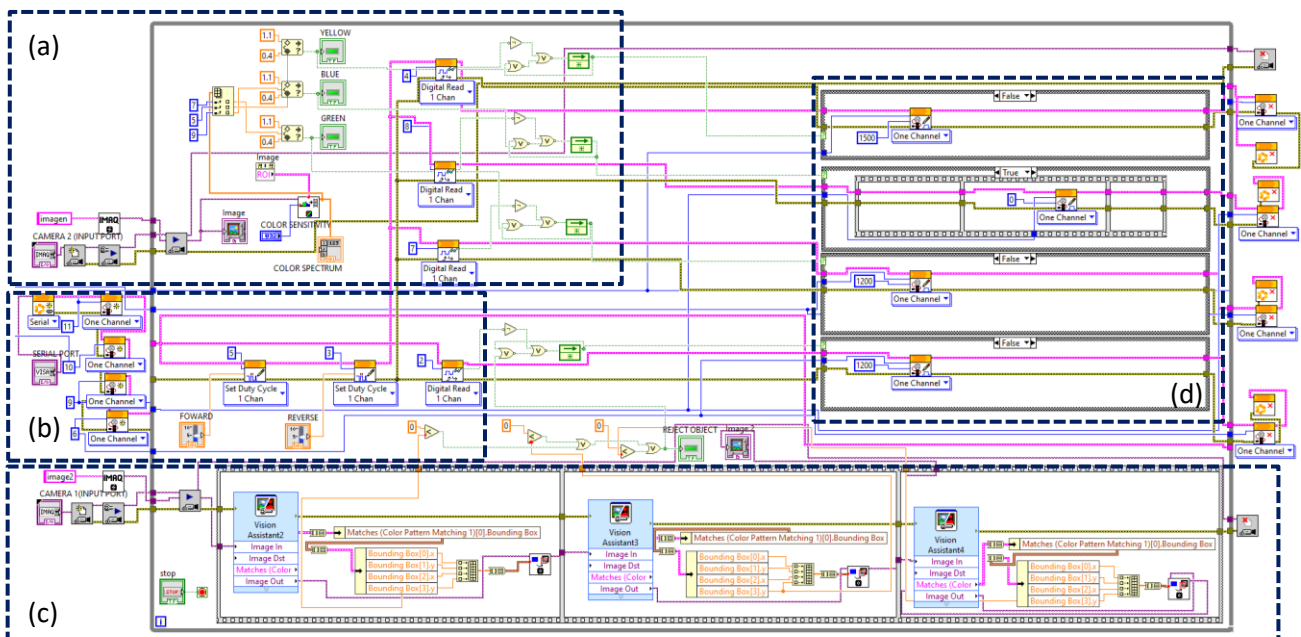 (a)
1.1
YELLOW
0.4
1.1
BLUE
0.4
7
5
9
1.1
GREEN
0.4
4
Digital Read
1 Chan
8
Digital Read
1 Chan
7
Digital Read
1 Chan
Image
ROI
imagen
IMAQ
CAMERA 2 (INPUT PORT)
IMAQ
Image
COLOR SENSITIVITY
COLOR SPECTRUM
False
1500
One Channel
True
0
One Channel
False
1200
One Channel
False
1200
One Channel
(d)
One Channel
One Channel
One Channel
One Channel
Serial
11
One Channel
SERIAL PORT
VISA
10
One Channel
9
One Channel
6
One Channel
(b)
5
Set Duty Cycle
1 Chan
3
Set Duty Cycle
1 Chan
2
Digital Read
1 Chan
FOWARD
REVERSE
0
0
0
REJECT OBJECT
Image 2
image2
IMAQ
CAMERA 1(INPUT PORT)
IMAQ
stop
STOP
(c)
i
Vision
Assistant2
Image In
Image Dst
Matches (Color
Image Out
Matches (Color Pattern Matching 1)[0].Bounding Box
Bounding Box[0].x
Bounding Box[1].y
Bounding Box[2].x
Bounding Box[3].y
Vision
Assistant3
Image In
Image Dst
Matches (Color
Image Out
Matches (Color Pattern Matching 1)[0].Bounding Box
Bounding Box[0].x
Bounding Box[1].y
Bounding Box[2].x
Bounding Box[3].y
Vision
Assistant4
Image In
Image Dst
Matches (Color
Image Out
Matches (Color Pattern Matching 1)[0].Bounding Box
Bounding Box[0].x
Bounding Box[1].y
Bounding Box[2].x
Bounding Box[3].y